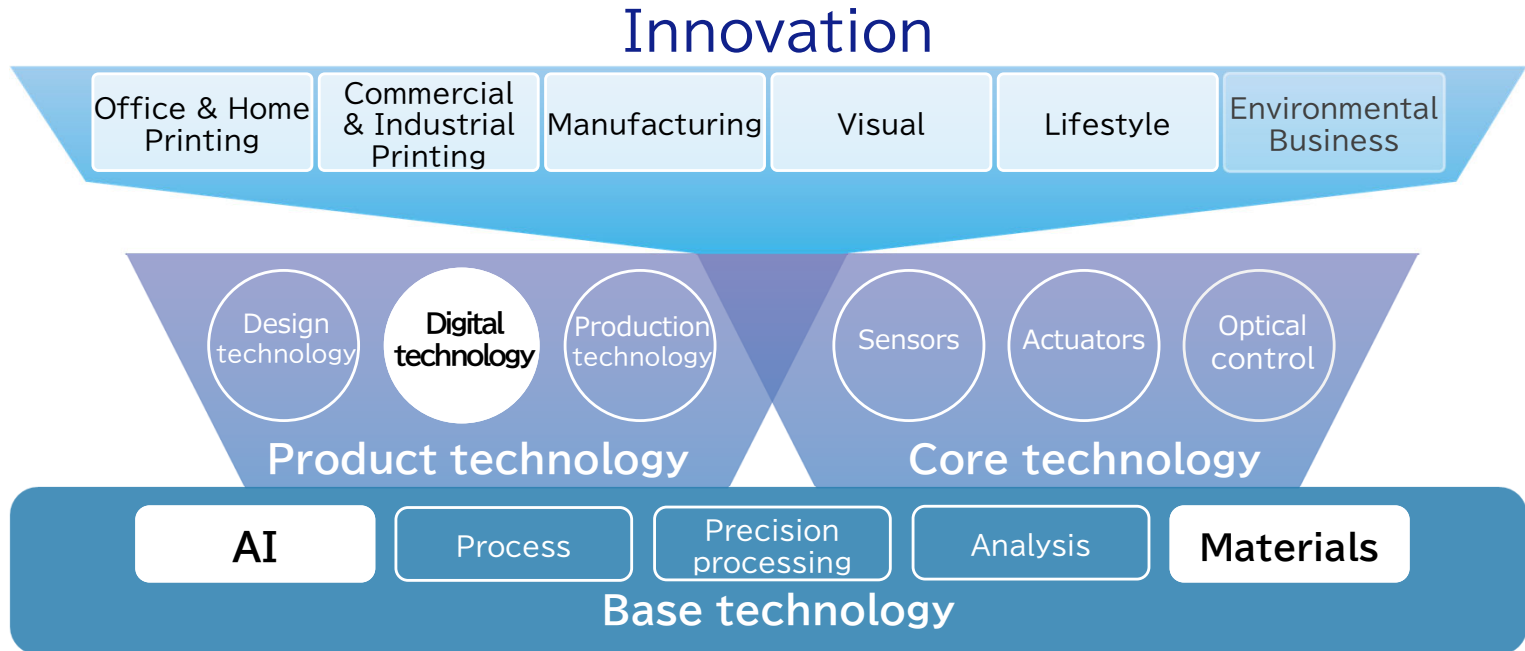 Innovation
Office & Home
Printing
Commercial
& Industrial
Printing
Manufacturing
Visual
Lifestyle
Environmental
Business
Design
technology
Digital
technology
Production
technology
Sensors
Actuators
Optical
control
Product technology
Core technology
AI
Process
Precision
processing
Analysis
Materials
Base technology